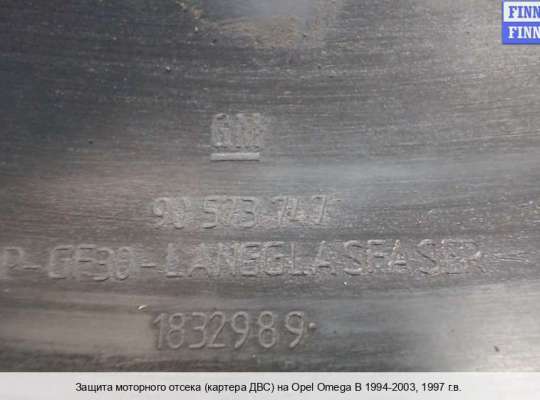 FINN
FINN
GM
90 573 747
P-GF30-LANGGLASFASER
1832989
Защита моторного отсека (картера ДВС) на Opel Omega B 1994-2003, 1997 г.в.